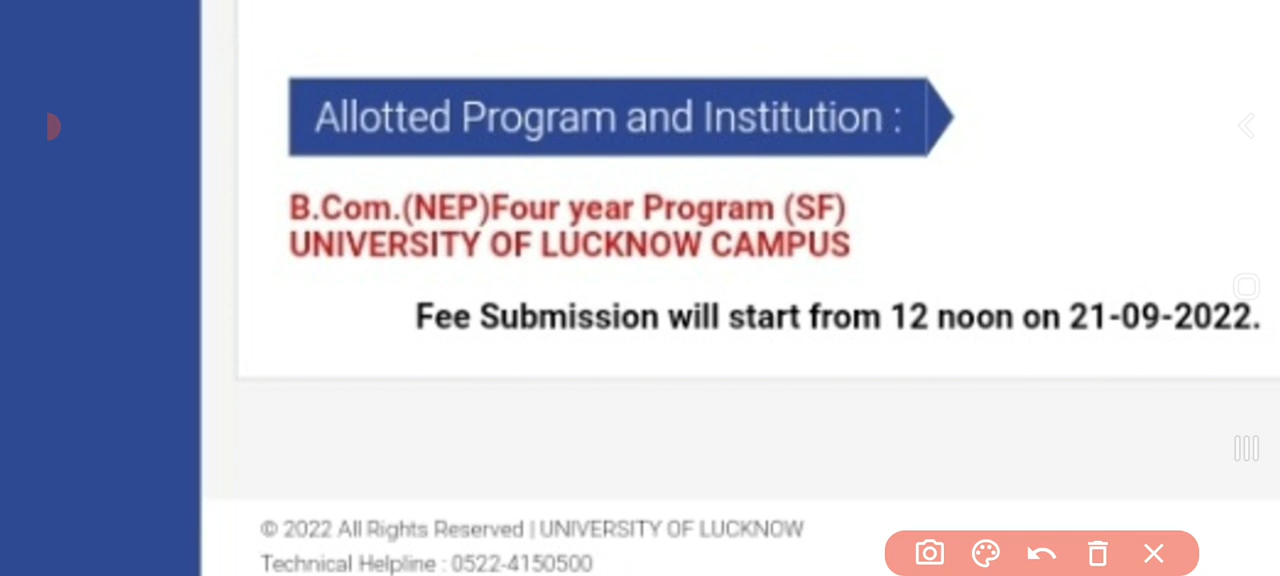 Allotted Program and Institution :
B.Com.(NEP)Four year Program (SF)
UNIVERSITY OF LUCKNOW CAMPUS
Fee Submission will start from 12 noon on 21-09-2022.
© 2022 All Rights Reserved | UNIVERSITY OF LUCKNOW
Technical Helpline : 0522-4150500